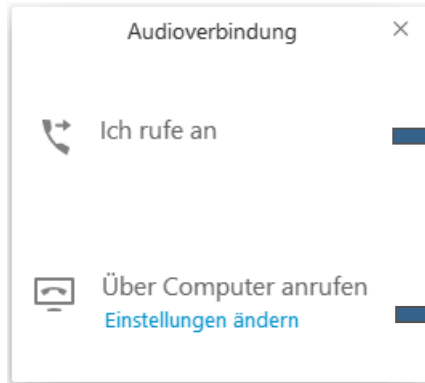 Audioverbindung
Ich rufe an
Über Computer anrufen
Einstellungen ändern